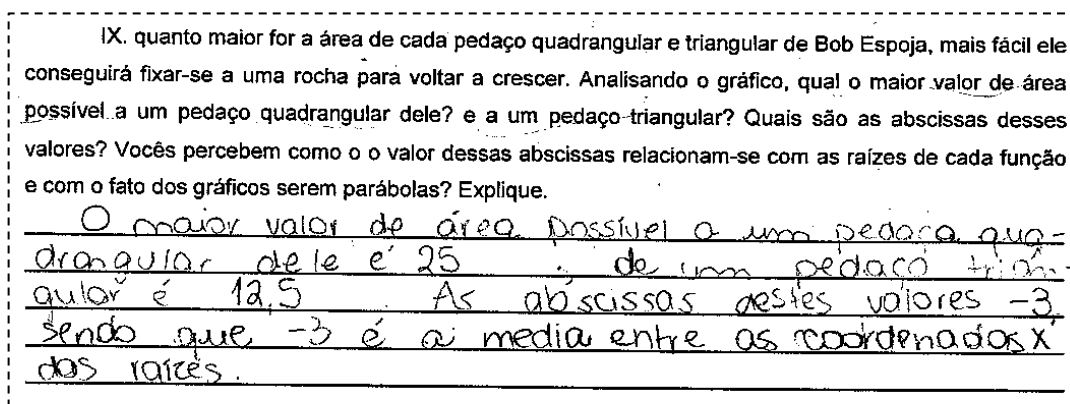 IX. quanto maior for a área de cada pedaço quadrangular e triangular de Bob Espoja, mais fácil ele
conseguirá fixar-se a uma rocha para voltar a crescer. Analisando o gráfico, qual o maior valor de área
possível a um pedaço quadrangular dele? e a um pedaço triangular? Quais são as abscissas desses
valores? Vocês percebem como o o valor dessas abscissas relacionam-se com as raízes de cada função
e com o fato dos gráficos serem parábolas? Explique.
O maior valor de área possível a um pedaça qua-
drangular dele é 25 . de um pedaço trian-
gular é 12,5 . As abscissas destes valores -3,
sendo que -3 é a media entre as coordenadas x
das raízes.